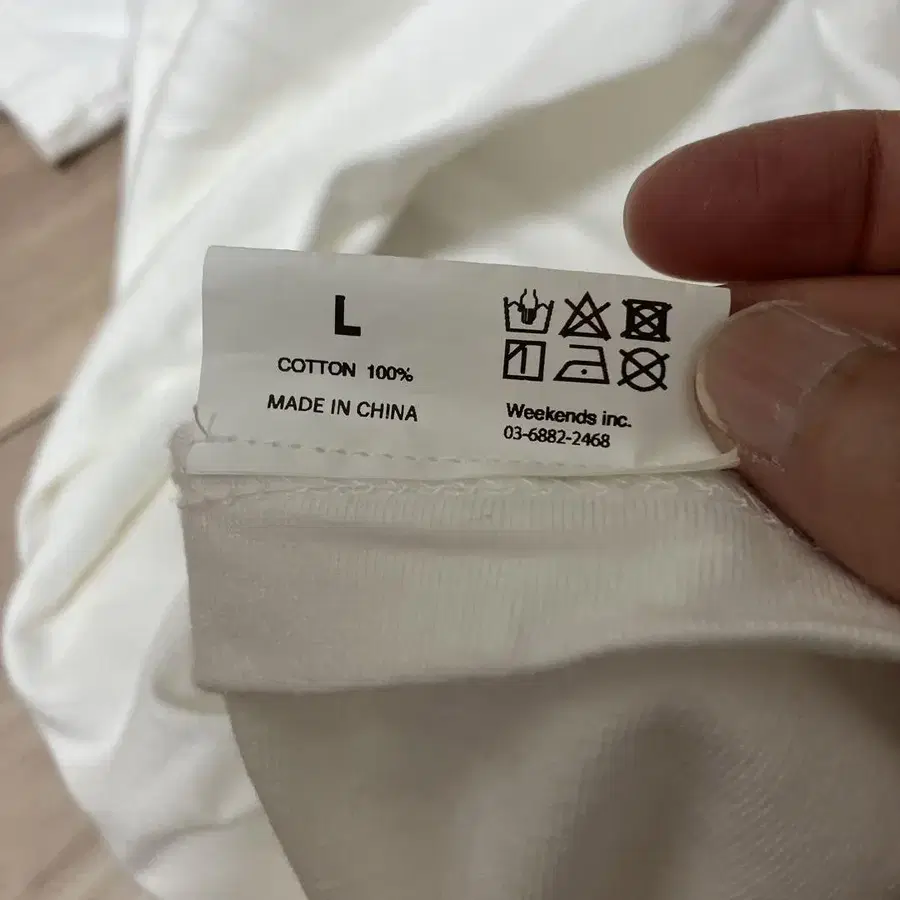 L
COTTON 100%
MADE IN CHINA
Weekends inc.
03-6882-2468